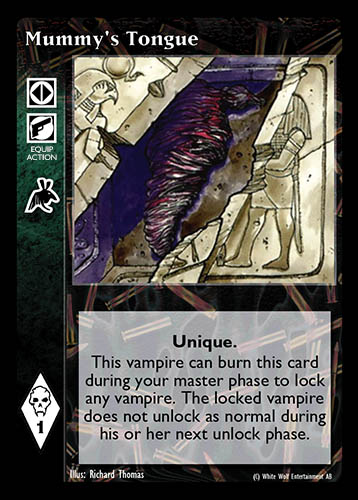 Mummy's Tongue
EQUIP
ACTION
Unique.
This vampire can burn this card
during your master phase to lock
any vampire. The locked vampire
does not unlock as normal during
his or her next unlock phase.
1
Illus: Richard Thomas
(C) White Wolf Entertainment AB